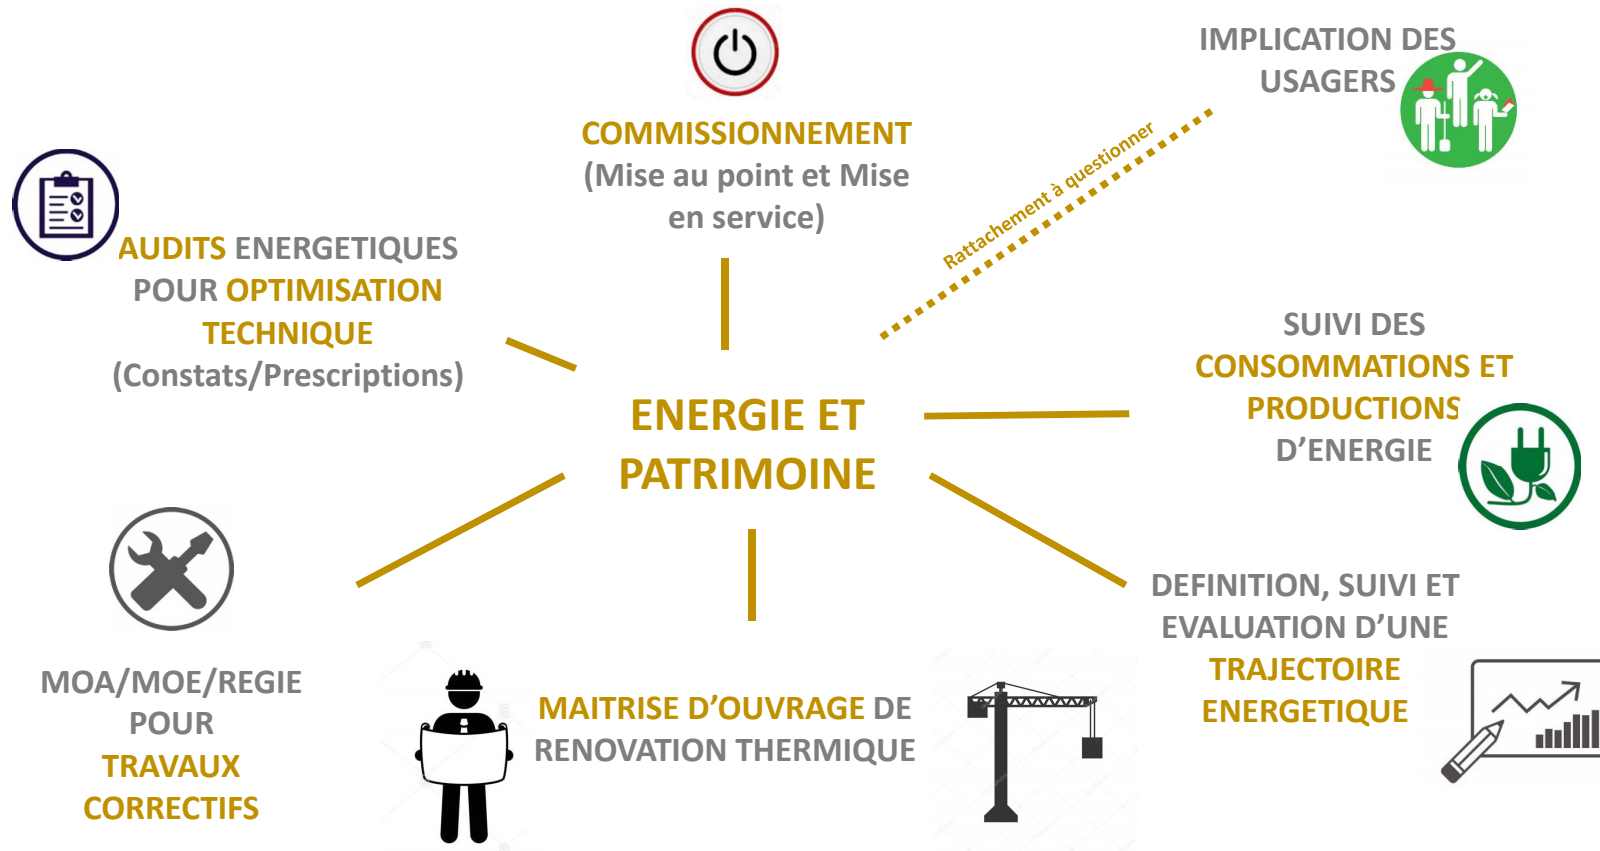 IMPLICATION DES
USAGERS
COMMISSIONNEMENT
(Mise au point et Mise
en service)
Rattachement à questionner
AUDITS ENERGETIQUES
POUR OPTIMISATION
TECHNIQUE
(Constats/Prescriptions)
SUIVI DES
CONSOMMATIONS ET
PRODUCTIONS
D’ENERGIE
ENERGIE ET
PATRIMOINE
DEFINITION, SUIVI ET
EVALUATION D’UNE
TRAJECTOIRE
ENERGETIQUE
MOA/MOE/REGIE
POUR
TRAVAUX
CORRECTIFS
MAITRISE D’OUVRAGE DE
RENOVATION THERMIQUE